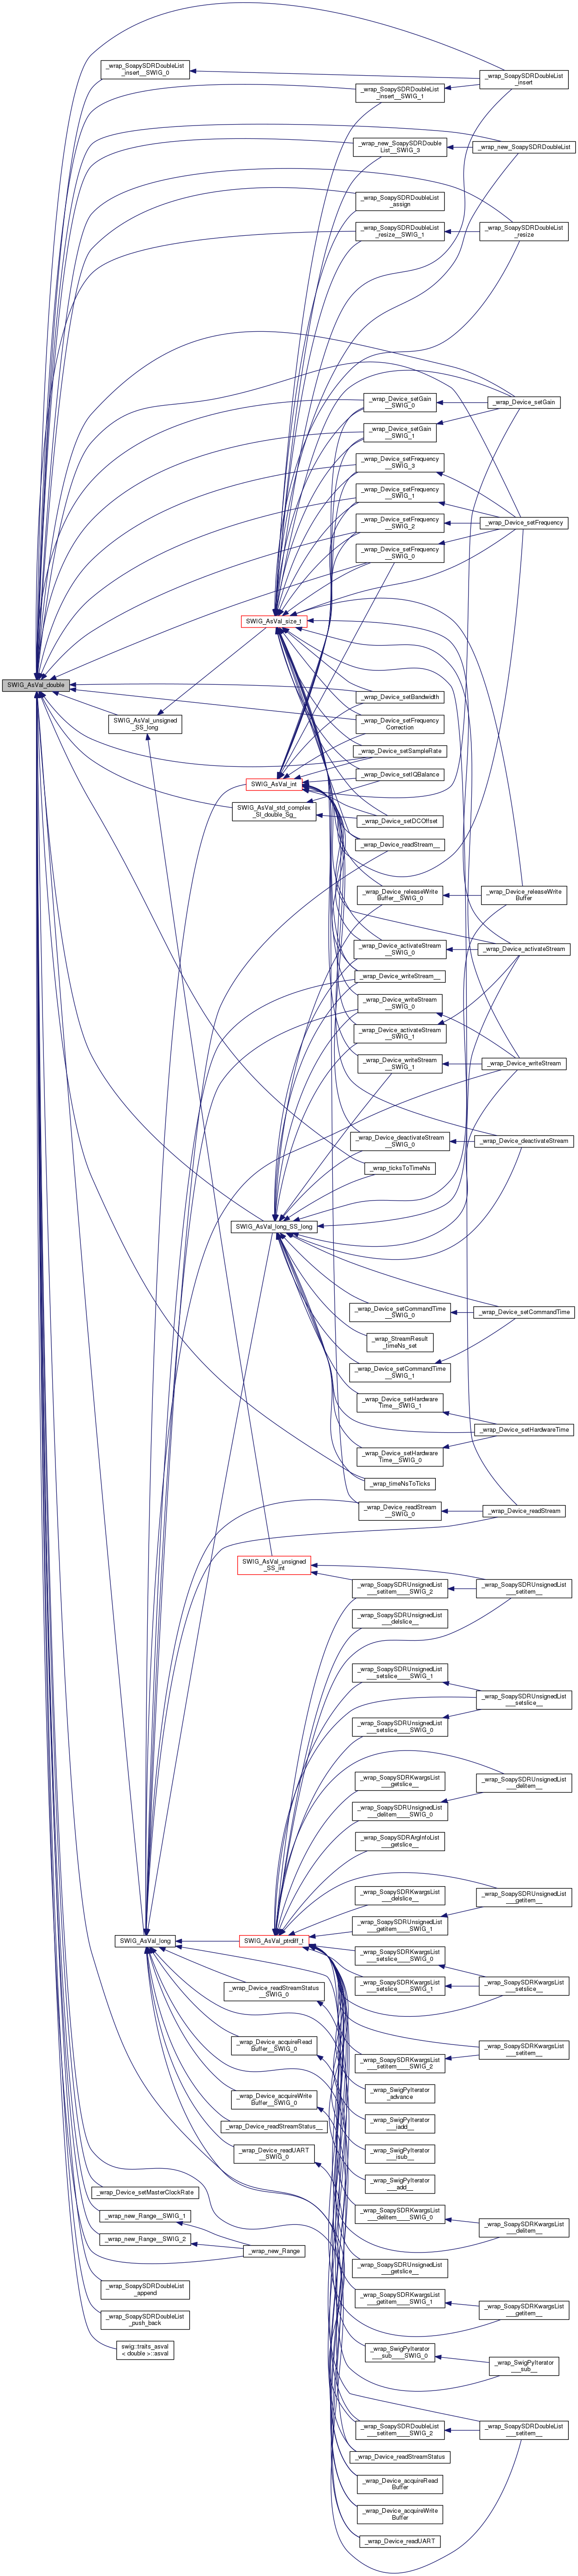 _wrap_SoapySDRDoubleList
_insert__SWIG_0
_wrap_SoapySDRDoubleList
_insert
_wrap_SoapySDRDoubleList
_insert__SWIG_1
_wrap_new_SoapySDRDouble
List__SWIG_3
_wrap_new_SoapySDRDoubleList
_wrap_SoapySDRDoubleList
_assign
_wrap_SoapySDRDoubleList
_resize__SWIG_1
_wrap_SoapySDRDoubleList
_resize
_wrap_Device_setGain
__SWIG_0
_wrap_Device_setGain
_wrap_Device_setGain
__SWIG_1
_wrap_Device_setFrequency
__SWIG_3
_wrap_Device_setFrequency
__SWIG_1
_wrap_Device_setFrequency
__SWIG_2
_wrap_Device_setFrequency
_wrap_Device_setFrequency
__SWIG_0
SWIG_AsVal_size_t
SWIG_AsVal_double
_wrap_Device_setBandwidth
SWIG_AsVal_unsigned
_SS_long
_wrap_Device_setFrequency
Correction
_wrap_Device_setSampleRate
_wrap_Device_setIQBalance
SWIG_AsVal_int
SWIG_AsVal_std_complex
_Sl_double_Sg_
_wrap_Device_setDCOffset
_wrap_Device_readStream__
_wrap_Device_releaseWrite
Buffer__SWIG_0
_wrap_Device_releaseWrite
Buffer
_wrap_Device_activateStream
__SWIG_0
_wrap_Device_activateStream
_wrap_Device_writeStream__
_wrap_Device_writeStream
__SWIG_0
_wrap_Device_activateStream
__SWIG_1
_wrap_Device_writeStream
__SWIG_1
_wrap_Device_writeStream
_wrap_Device_deactivateStream
__SWIG_0
_wrap_Device_deactivateStream
_wrap_ticksToTimeNs
SWIG_AsVal_long_SS_long
_wrap_Device_setCommandTime
__SWIG_0
_wrap_Device_setCommandTime
_wrap_StreamResult
_timeNs_set
_wrap_Device_setCommandTime
__SWIG_1
_wrap_Device_setHardware
Time__SWIG_1
_wrap_Device_setHardwareTime
_wrap_Device_setHardware
Time__SWIG_0
_wrap_timeNsToTicks
_wrap_Device_readStream
__SWIG_0
_wrap_Device_readStream
SWIG_AsVal_unsigned
_SS_int
_wrap_SoapySDRUnsignedList
___setitem____SWIG_2
_wrap_SoapySDRUnsignedList
___setitem__
_wrap_SoapySDRUnsignedList
___delslice__
_wrap_SoapySDRUnsignedList
___setslice____SWIG_1
_wrap_SoapySDRUnsignedList
___setslice__
_wrap_SoapySDRUnsignedList
___setslice____SWIG_0
_wrap_SoapySDRKwargsList
___getslice__
_wrap_SoapySDRUnsignedList
___delitem__
_wrap_SoapySDRUnsignedList
___delitem____SWIG_0
_wrap_SoapySDRArgInfoList
___getslice__
_wrap_SoapySDRKwargsList
___delslice__
_wrap_SoapySDRUnsignedList
___getitem__
_wrap_SoapySDRUnsignedList
___getitem____SWIG_1
SWIG_AsVal_long
SWIG_AsVal_ptrdiff_t
_wrap_SoapySDRKwargsList
___setslice____SWIG_0
_wrap_SoapySDRKwargsList
___setslice____SWIG_1
_wrap_SoapySDRKwargsList
___setslice__
_wrap_Device_readStreamStatus
__SWIG_0
_wrap_Device_acquireRead
Buffer__SWIG_0
_wrap_SoapySDRKwargsList
___setitem__
_wrap_SoapySDRKwargsList
___setitem____SWIG_2
_wrap_SwigPyIterator
_advance
_wrap_Device_acquireWrite
Buffer__SWIG_0
_wrap_SwigPyIterator
___iadd__
_wrap_Device_readStreamStatus__
_wrap_SwigPyIterator
___isub__
_wrap_Device_readUART
__SWIG_0
_wrap_SwigPyIterator
___add__
_wrap_Device_setMasterClockRate
_wrap_new_Range__SWIG_1
_wrap_SoapySDRKwargsList
___delitem____SWIG_0
_wrap_SoapySDRKwargsList
___delitem__
_wrap_new_Range__SWIG_2
_wrap_new_Range
_wrap_SoapySDRUnsignedList
___getslice__
_wrap_SoapySDRDoubleList
_append
_wrap_SoapySDRKwargsList
___getitem____SWIG_1
_wrap_SoapySDRKwargsList
___getitem__
_wrap_SoapySDRDoubleList
_push_back
swig::traits_asval
< double >::asval
_wrap_SwigPyIterator
___sub____SWIG_0
_wrap_SwigPyIterator
___sub__
_wrap_SoapySDRDoubleList
___setitem____SWIG_2
_wrap_SoapySDRDoubleList
___setitem__
_wrap_Device_readStreamStatus
_wrap_Device_acquireRead
Buffer
_wrap_Device_acquireWrite
Buffer
_wrap_Device_readUART